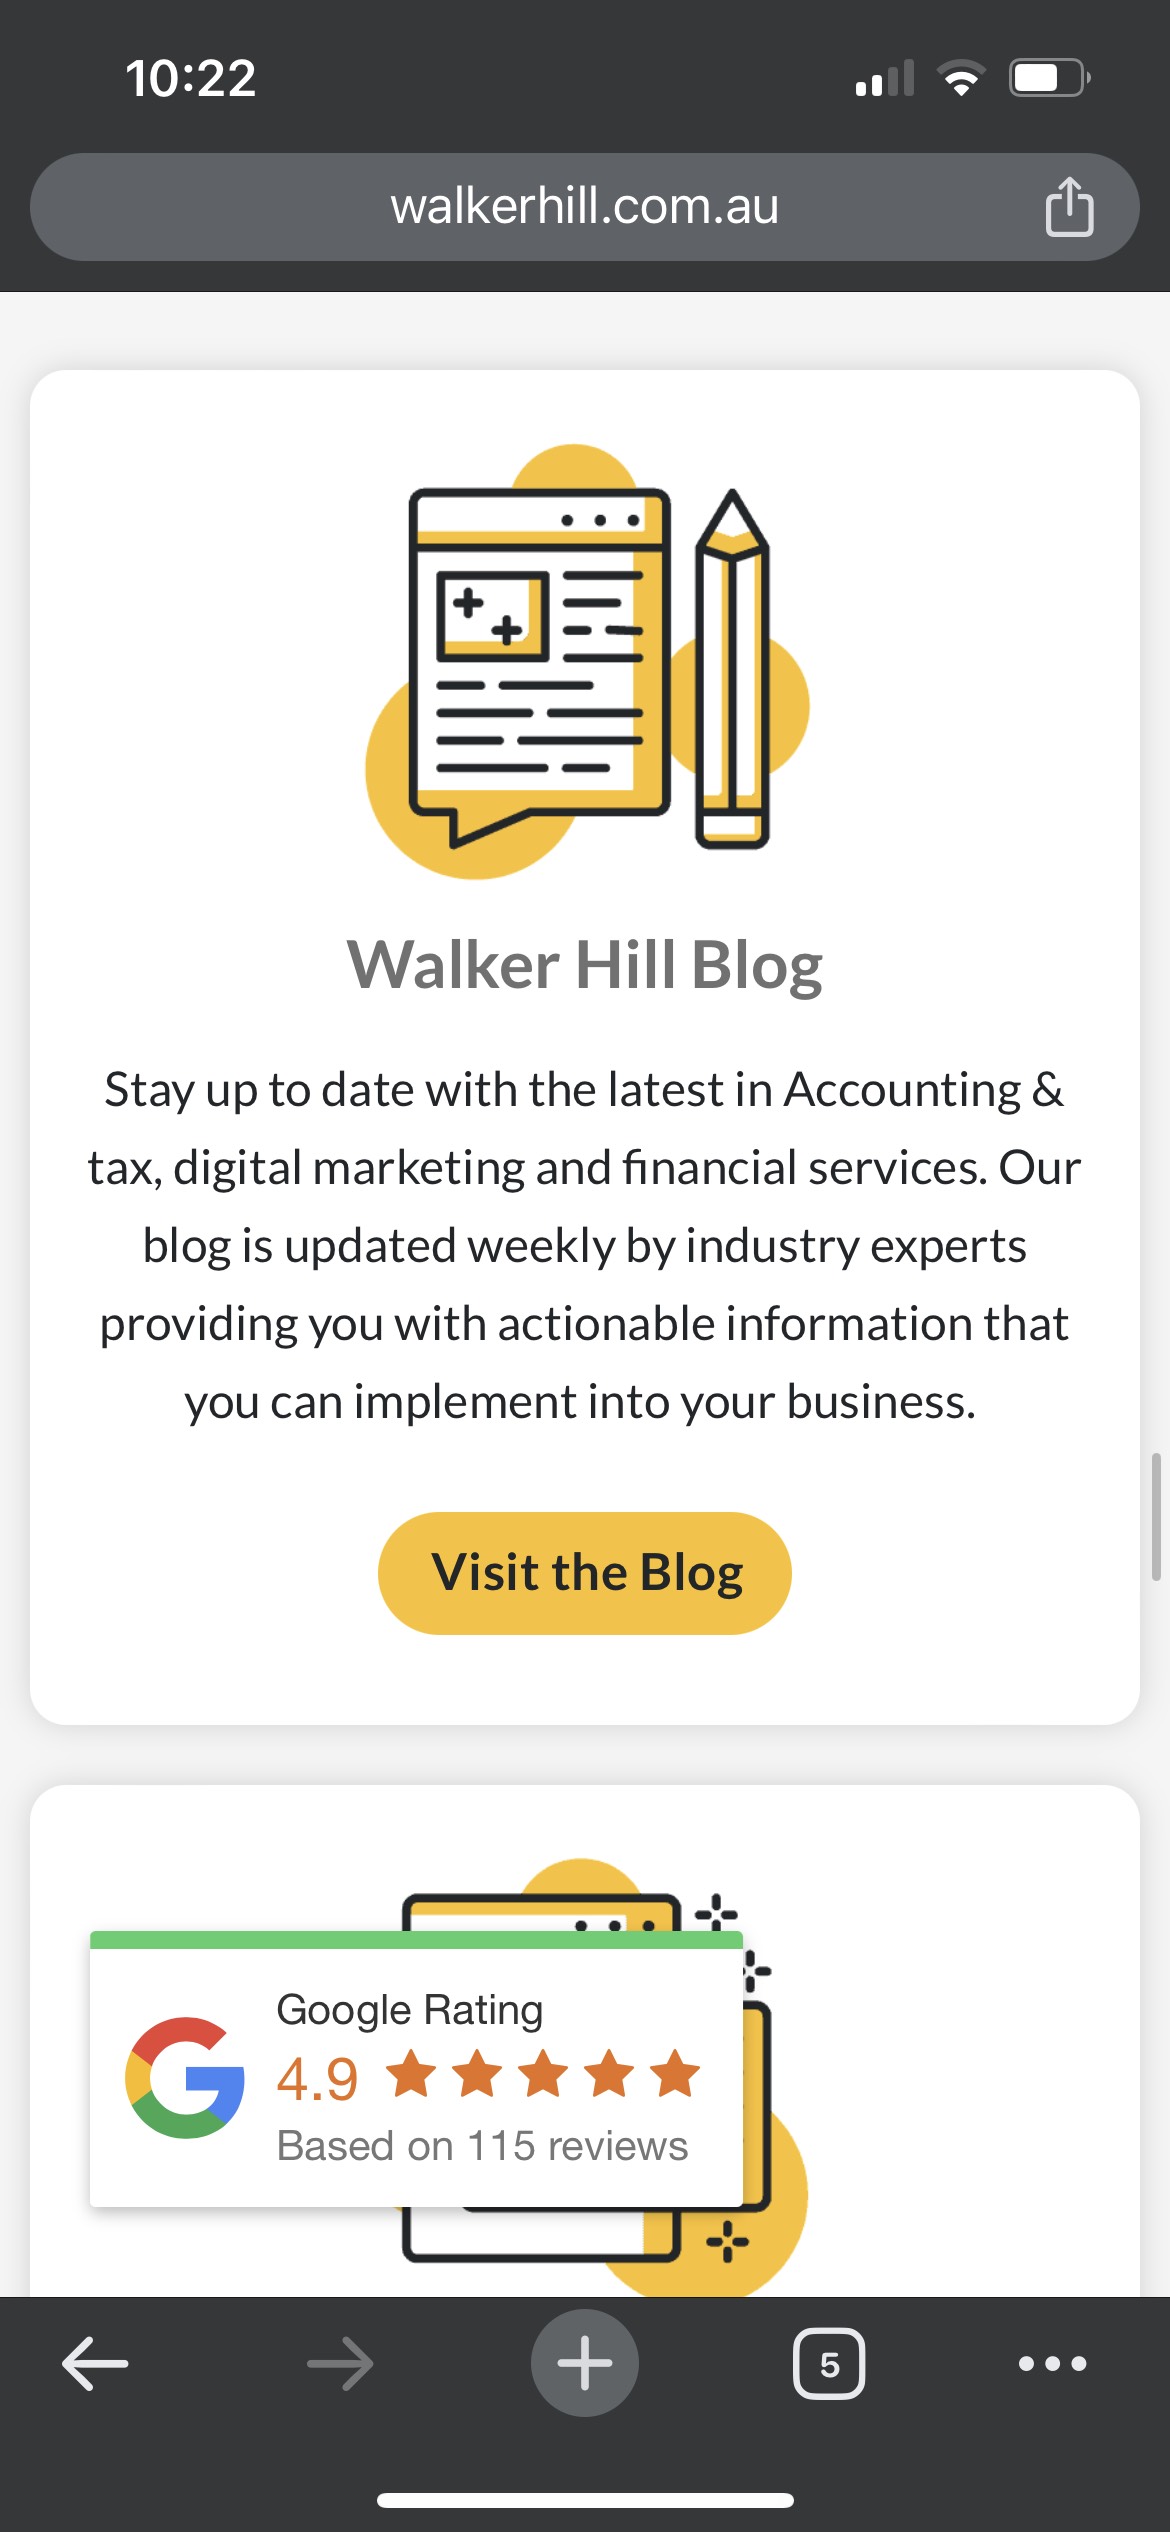 10:22
walkerhill.com.au
Walker Hill Blog
Stay up to date with the latest in Accounting &
tax, digital marketing and financial services. Our
blog is updated weekly by industry experts
providing you with actionable information that
you can implement into your business.
Visit the Blog
Google Rating
4.9
Based on 115 reviews
5